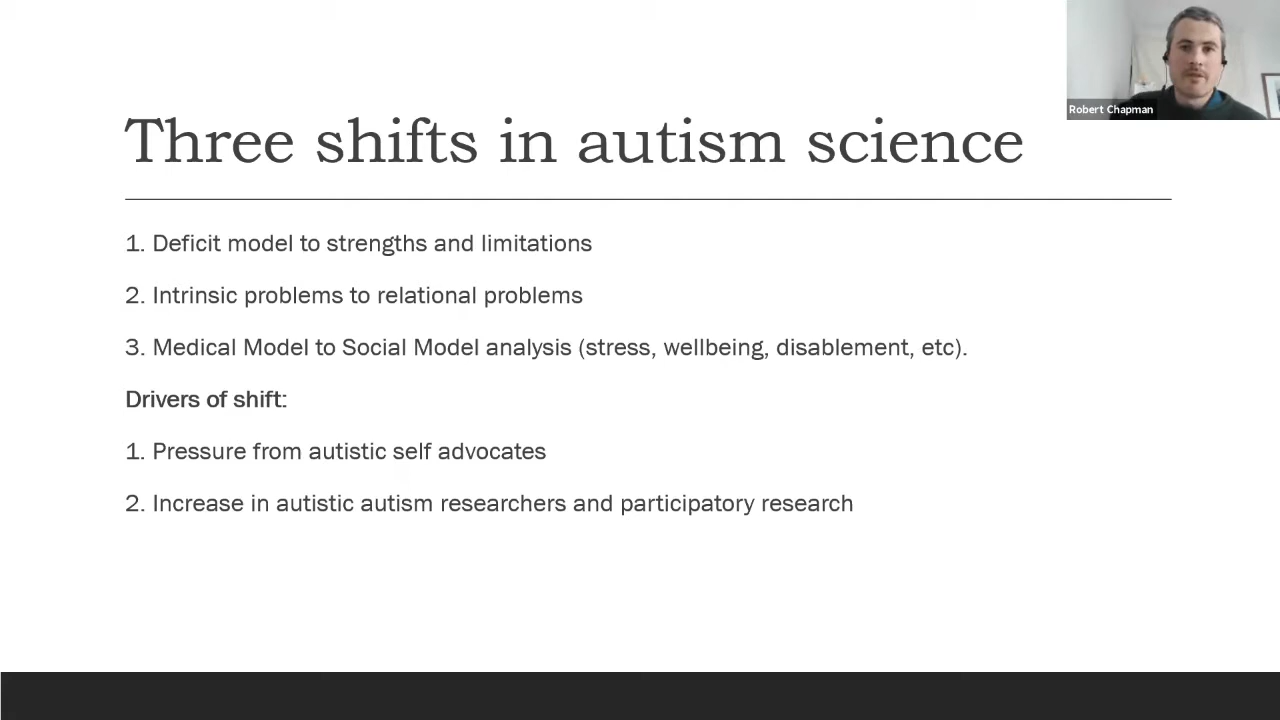 Robert Chapman
Three shifts in autism science
1. Deficit model to strengths and limitations
2. Intrinsic problems to relational problems
3. Medical Model to Social Model analysis (stress, wellbeing, disablement, etc).
Drivers of shift:
1. Pressure from autistic self advocates
2. Increase in autistic autism researchers and participatory research